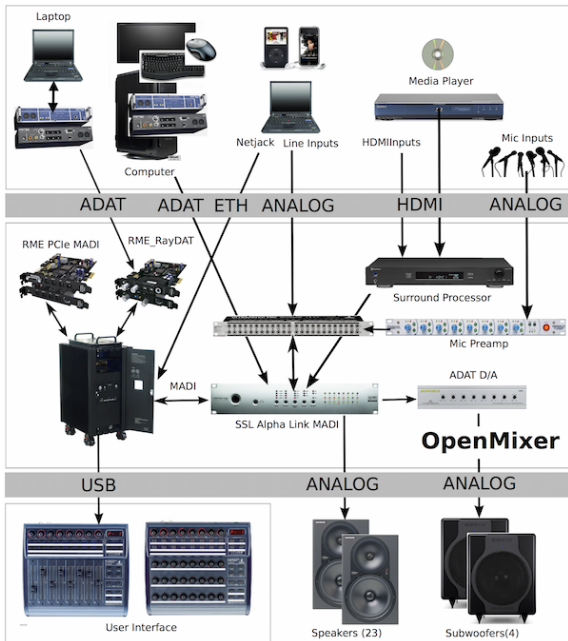 Laptop
Media Player
Netjack
Line Inputs
HDMIInputs
Mic Inputs
Computer
ADAT
ADAT
ETH
ANALOG
HDMI
ANALOG
RME PCIe MADI
RME_RayDAT
Surround Processor
Mic Preamp
MADI
ADAT D/A
SSL Alpha Link MADI
OpenMixer
USB
ANALOG
ANALOG
User Interface
Speakers (23)
Subwoofers(4)